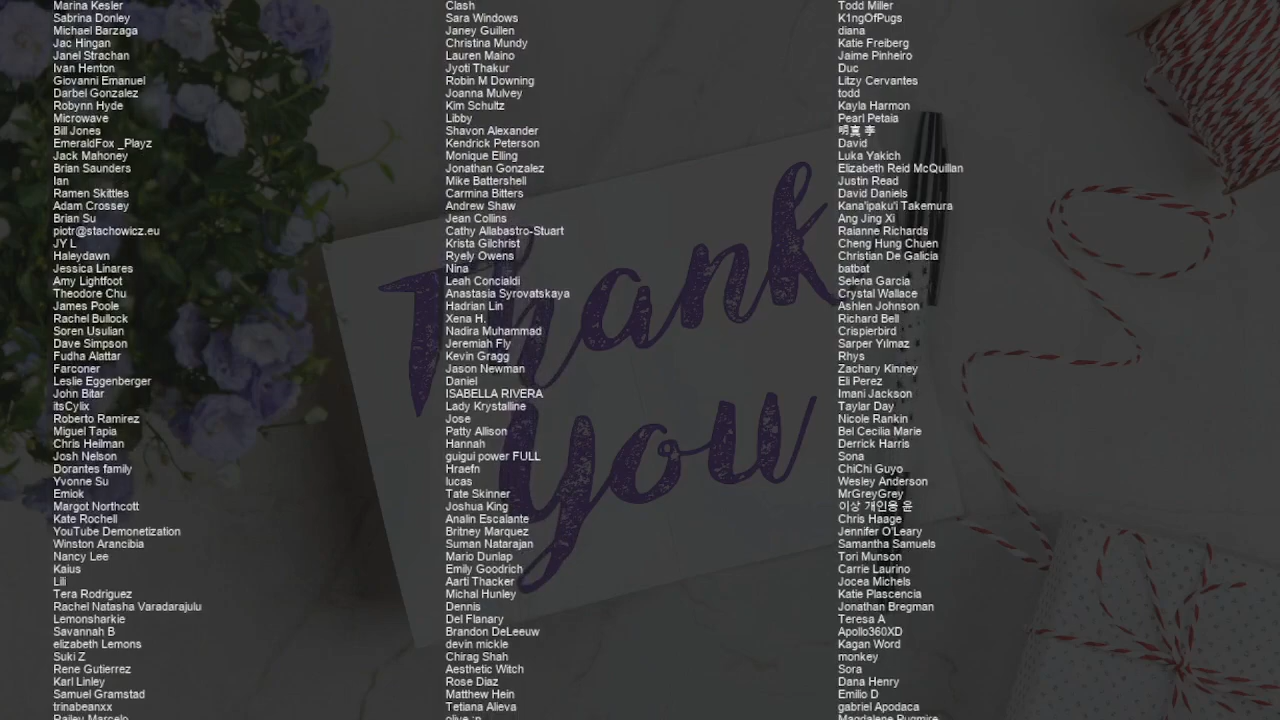 Marina Kesler
Sabrina Donley
Michael Barzaga
Jac Hingan
Janel Strachan
Ivan Henton
Giovanni Emanuel
Darbel Gonzalez
Robynn Hyde
Microwave
Bill Jones
EmeraldFox _Playz
Jack Mahoney
Brian Saunders
Ian
Ramen Skittles
Adam Crossey
Brian Su
piotr@stachowicz.eu
JY L
Haleydawn
Jessica Linares
Amy Lightfoot
Theodore Chu
James Poole
Rachel Bullock
Soren Usulian
Dave Simpson
Fudha Alattar
Farconer
Leslie Eggenberger
John Bitar
itsCylix
Roberto Ramirez
Miguel Tapia
Chris Heilman
Josh Nelson
Dorantes family
Yvonne Su
Emiok
Margot Northcott
Kate Rochell
YouTube Demonetization
Winston Arancibia
Nancy Lee
Kaius
Lili
Tera Rodriguez
Rachel Natasha Varadarajulu
Lemonsharkie
Savannah B
elizabeth Lemons
Suki Z
Rene Gutierrez
Karl Linley
Samuel Gramstad
trinabeanxx
Railey Marcelo
Clash
Sara Windows
Janey Guillen
Christina Mundy
Lauren Maino
Jyoti Thakur
Robin M Downing
Joanna Mulvey
Kim Schultz
Libby
Shavon Alexander
Kendrick Peterson
Monique Elling
Jonathan Gonzalez
Mike Battershell
Carmina Bitters
Andrew Shaw
Jean Collins
Cathy Allabastro-Stuart
Krista Gilchrist
Ryely Owens
Nina
Leah Concialdi
Anastasia Syrovatskaya
Hadrian Lin
Xena H.
Nadira Muhammad
Jeremiah Fly
Kevin Gragg
Jason Newman
Daniel
ISABELLA RIVERA
Lady Krystalline
Jose
Patty Allison
Hannah
guigui power FULL
Hraefn
lucas
Tate Skinner
Joshua King
Analin Escalante
Britney Marquez
Suman Natarajan
Mario Dunlap
Emily Goodrich
Aarti Thacker
Michal Hunley
Dennis
Del Flanary
Brandon DeLeeuw
devin mickle
Chirag Shah
Aesthetic Witch
Rose Diaz
Matthew Hein
Tetiana Alieva
olive :p
Todd Miller
K1ngOfPugs
diana
Katie Freiberg
Jaime Pinheiro
Duc
Litzy Cervantes
todd
Kayla Harmon
Pearl Petaia
明真 李
David
Luka Yakich
Elizabeth Reid McQuillan
Justin Read
David Daniels
Kana'ipaku'i Takemura
Ang Jing Xi
Raianne Richards
Cheng Hung Chuen
Christian De Galicia
batbat
Selena Garcia
Crystal Wallace
Ashlen Johnson
Richard Bell
Crispierbird
Sarper Yılmaz
Rhys
Zachary Kinney
Eli Perez
Imani Jackson
Taylar Day
Nicole Rankin
Bel Cecilia Marie
Derrick Harris
Sona
ChiChi Guyo
Wesley Anderson
MrGreyGrey
이상 개인용 윤
Chris Haage
Jennifer O'Leary
Samantha Samuels
Tori Munson
Carrie Laurino
Jocea Michels
Katie Plascencia
Jonathan Bregman
Teresa A
Apollo360XD
Kagan Word
monkey
Sora
Dana Henry
Emilio D
gabriel Apodaca
Magdalene Pugmire
Thank
you